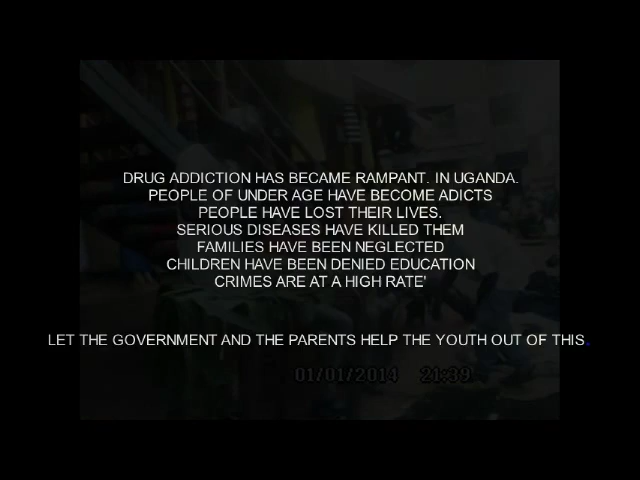 DRUG ADDICTION HAS BECAME RAMPANT. IN UGANDA.
PEOPLE OF UNDER AGE HAVE BECOME ADICTS
PEOPLE HAVE LOST THEIR LIVES.
SERIOUS DISEASES HAVE KILLED THEM
FAMILIES HAVE BEEN NEGLECTED
CHILDREN HAVE BEEN DENIED EDUCATION
CRIMES ARE AT A HIGH RATE'
LET THE GOVERNMENT AND THE PARENTS HELP THE YOUTH OUT OF THIS.
01/01/2014 21:39